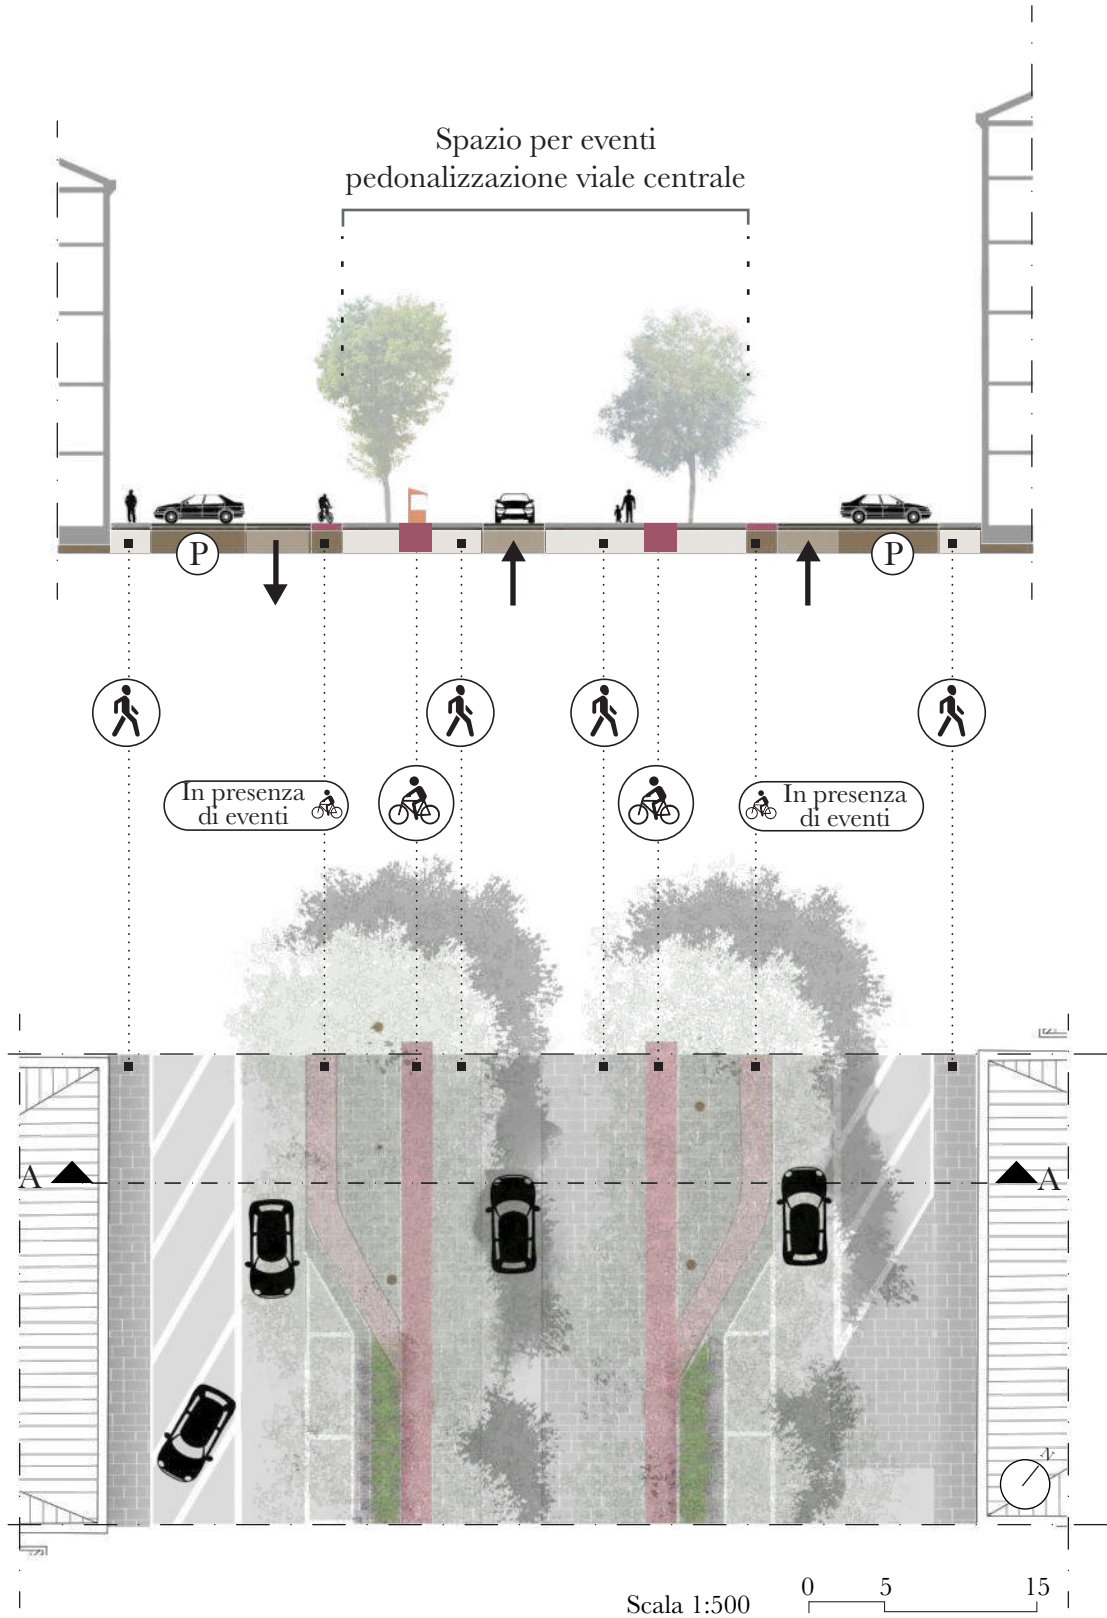 Spazio per eventi
pedonalizzazione viale centrale
P
P
In presenza
di eventi
In presenza
di eventi
A
A
N
Scala 1:500
0 5 15